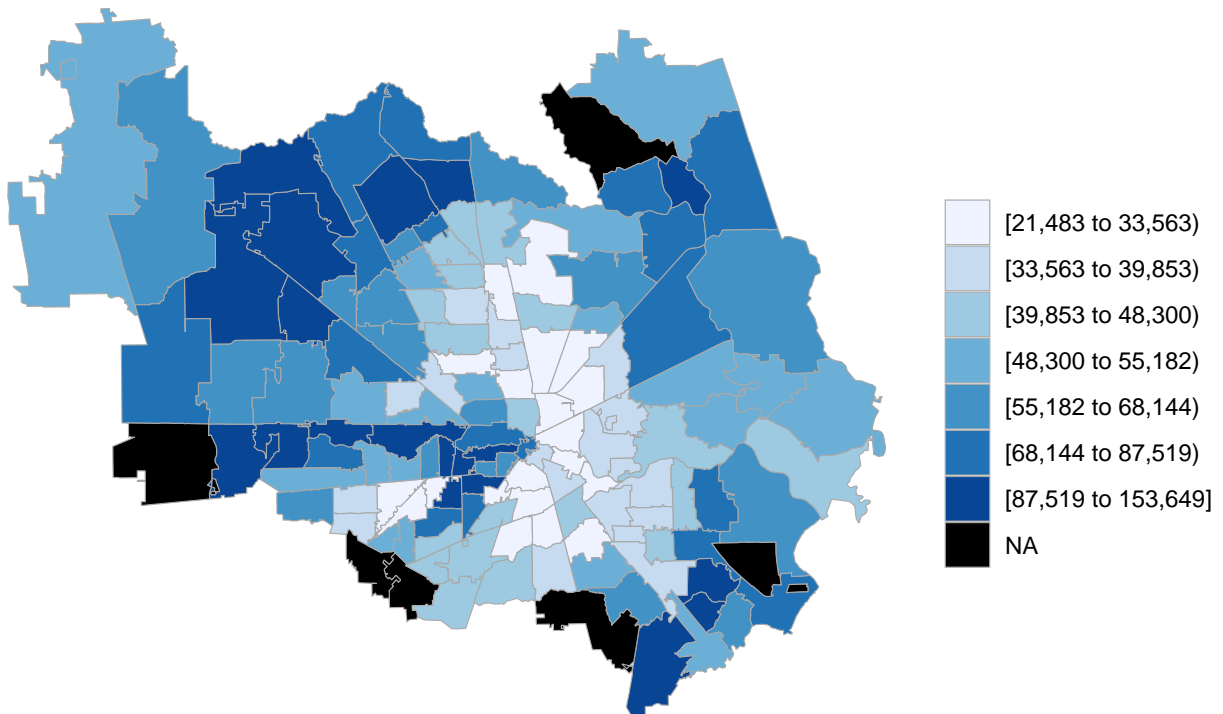 [21,483 to 33,563)
[33,563 to 39,853)
[39,853 to 48,300)
[48,300 to 55,182)
[55,182 to 68,144)
[68,144 to 87,519)
[87,519 to 153,649]
NA